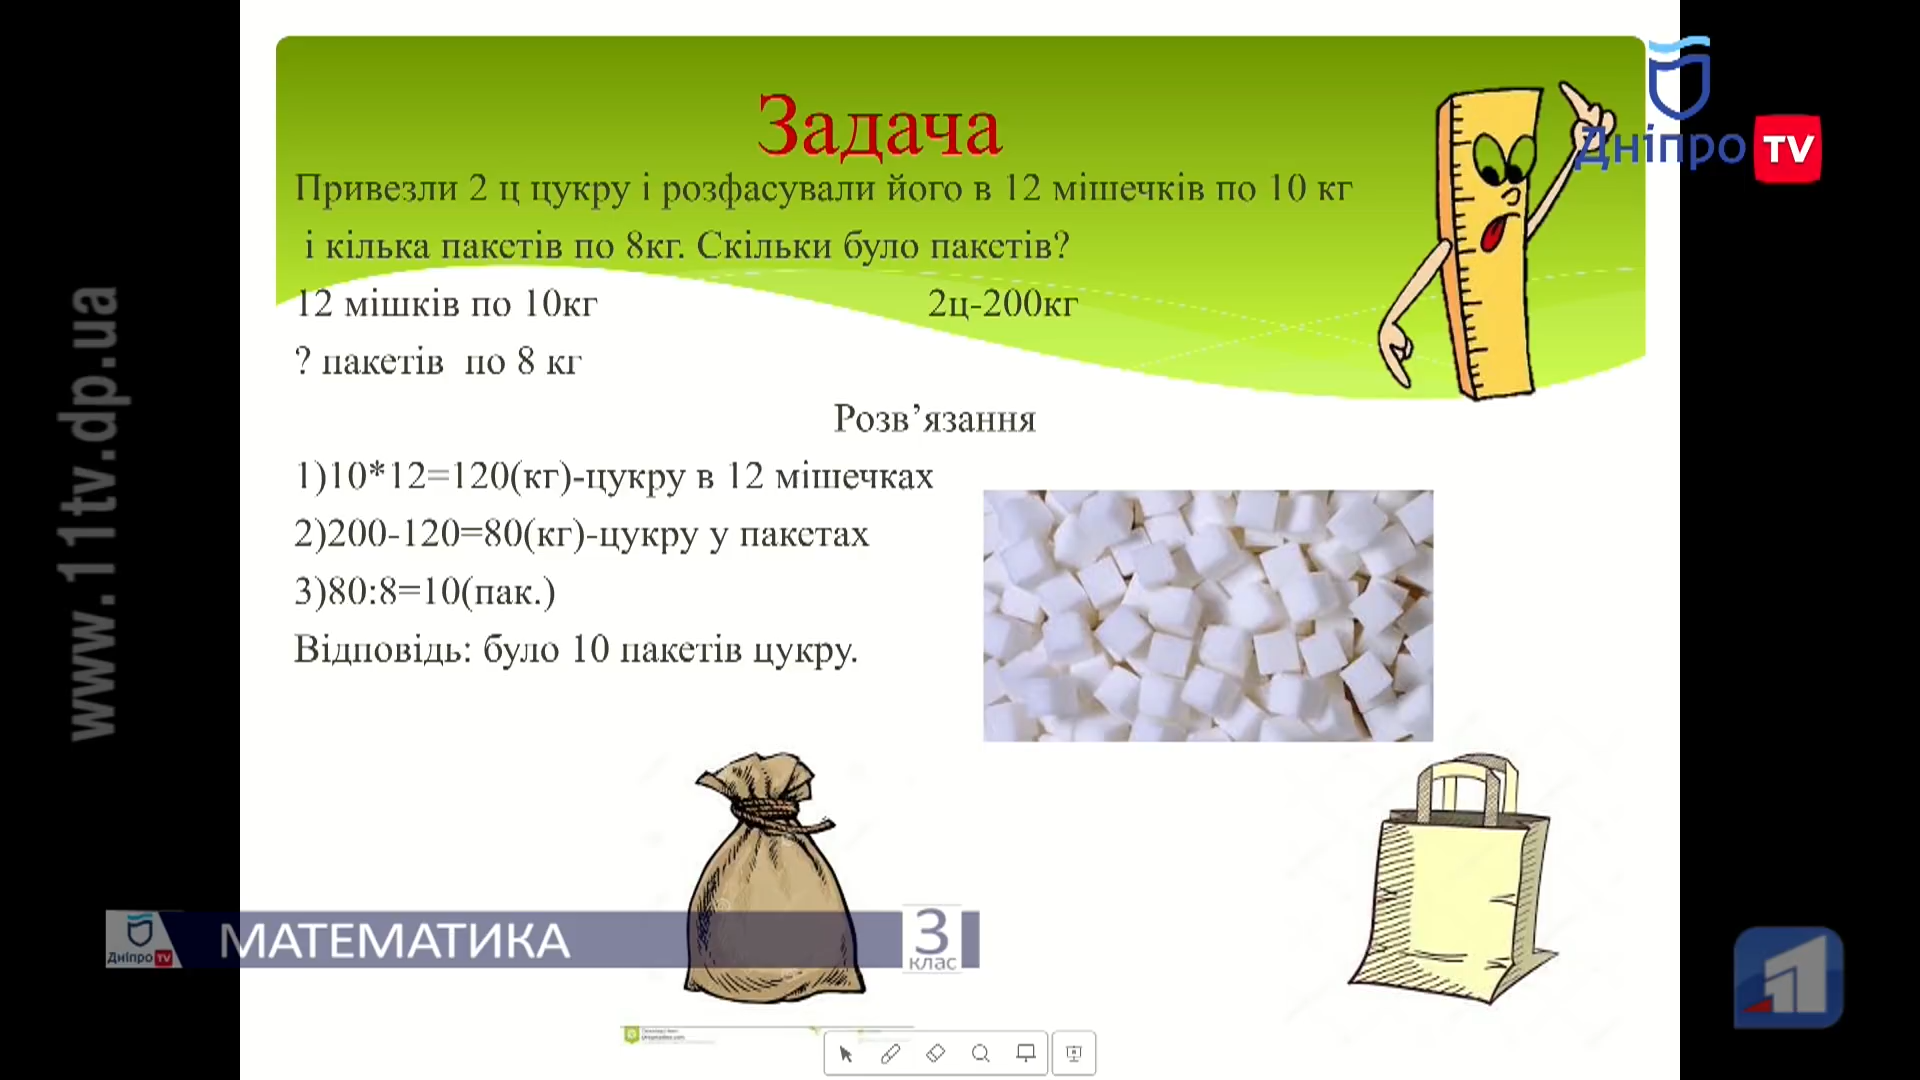 Задача
Привезли 2 ц цукру і розфасували його в 12 мішечків по 10 кг
і кілька пакетів по 8кг. Скільки було пакетів?
12 мішків по 10кг 2ц-200кг
? пакетів по 8 кг
Розв’язання
1)10*12=120(кг)-цукру в 12 мішечках
2)200-120=80(кг)-цукру у пакетах
3)80:8=10(пак.)
Відповідь: було 10 пакетів цукру.
Дніпро TV
www.11tv.dp.ua
Дніпро TV
МАТЕМАТИКА
3
клас
11